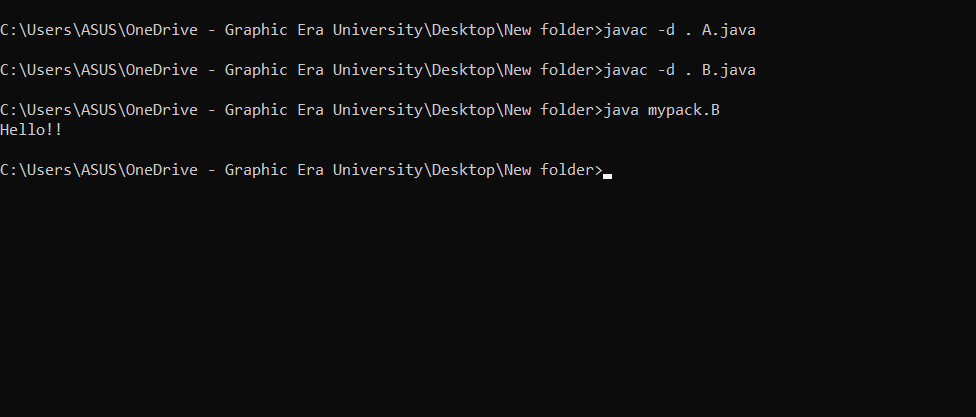 C:\Users\ASUS\OneDrive - Graphic Era University\Desktop\New folder>javac -d . A.java
C:\Users\ASUS\OneDrive - Graphic Era University\Desktop\New folder>javac -d . B.java
C:\Users\ASUS\OneDrive - Graphic Era University\Desktop\New folder>java mypack.B
Hello!!
C:\Users\ASUS\OneDrive - Graphic Era University\Desktop\New folder>